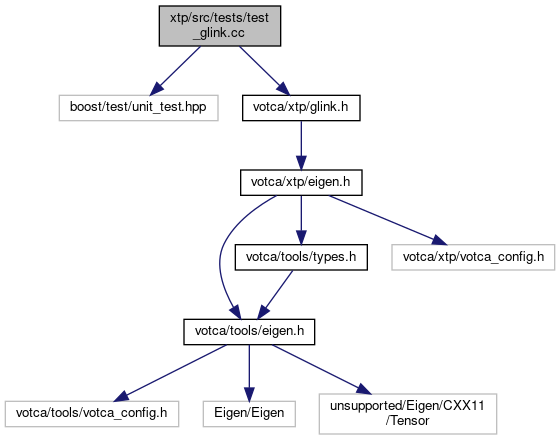 xtp/src/tests/test
_glink.cc
boost/test/unit_test.hpp
votca/xtp/glink.h
votca/xtp/eigen.h
votca/tools/types.h
votca/xtp/votca_config.h
votca/tools/eigen.h
votca/tools/votca_config.h
Eigen/Eigen
unsupported/Eigen/CXX11
/Tensor